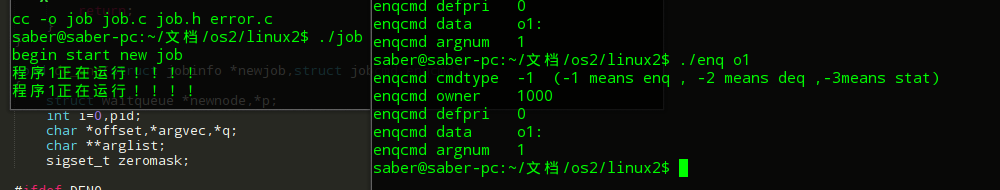 cc -o job job.c job.h error.c
saber@saber-pc:~/文档/os2/linux2$ ./job
begin start new job
程序1正在运行！！！！
程序1正在运行！！！！
struct waitqueue *newnode,*p;
int i=0,pid;
char *offset,*argvec,*q;
char **arglist;
sigset_t zeromask;
enqcmd defpri 0
enqcmd data o1:
enqcmd argnum 1
saber@saber-pc:~/文档/os2/linux2$ ./enq o1
enqcmd cmdtype -1 (-1 means enq , -2 means deq ,-3means stat)
enqcmd owner 1000
enqcmd defpri 0
enqcmd data o1:
enqcmd argnum 1
saber@saber-pc:~/文档/os2/linux2$